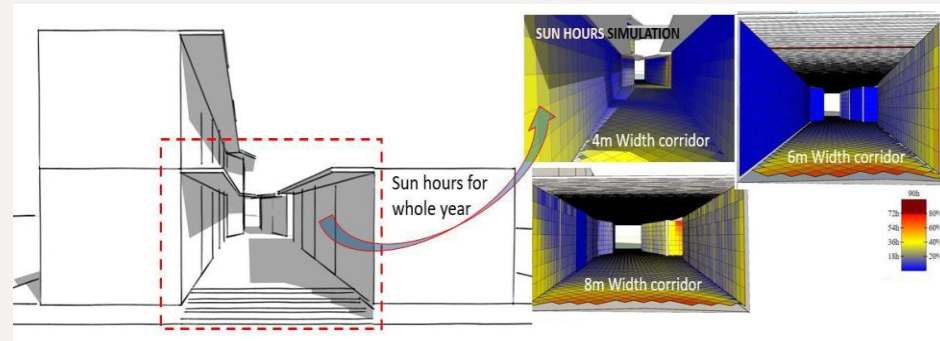 SUN HOURS SIMULATION
4m Width corridor
6m Width corridor
Sun hours for
whole year
8m Width corridor
90h
72h 80%
54h 60%
36h 40%
18h 20%